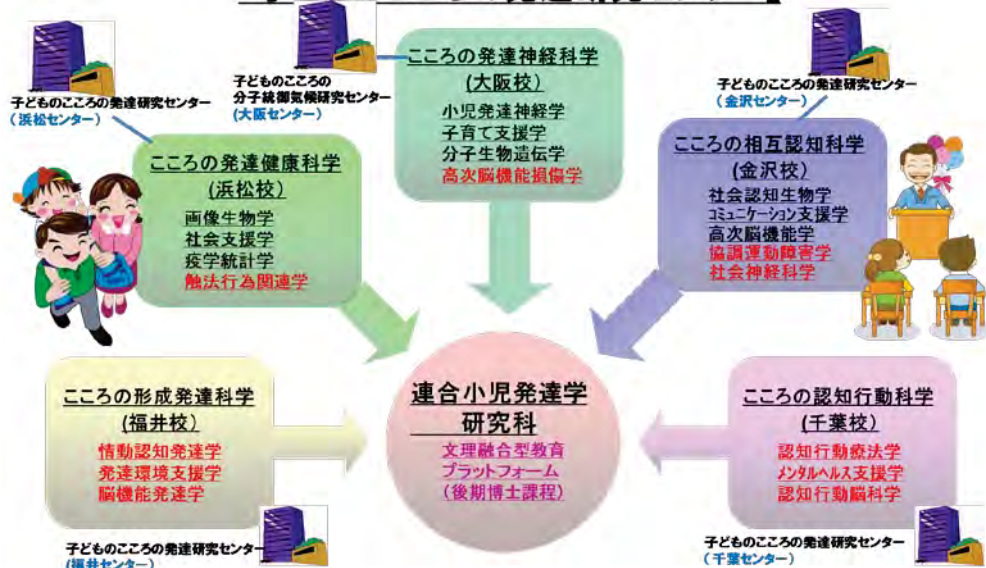 子どものこころの発達研究センター
(浜松センター)
子どものこころの
分子統御気候研究センター
(大阪センター)
子どものこころの発達研究センター
(金沢センター)
こころの発達神経科学
(大阪校)
小児発達神経学
子育て支援学
分子生物遺伝学
高次脳機能損傷学
こころの発達健康科学
(浜松校)
画像生物学
社会支援学
疫学統計学
触法行為関連学
こころの相互認知科学
(金沢校)
社会認知生物学
コミュニケーション支援学
高次脳機能学
協調運動障害学
社会神経科学
こころの形成発達科学
(福井校)
情動認知発達学
発達環境支援学
脳機能発達学
連合小児発達学
研究科
文理融合型教育
プラットフォーム
(後期博士課程)
こころの認知行動科学
(千葉校)
認知行動療法学
メンタルヘルス支援学
認知行動脳科学
子どものこころの発達研究センター
(福井センター)
子どものこころの発達研究センター
(千葉センター)